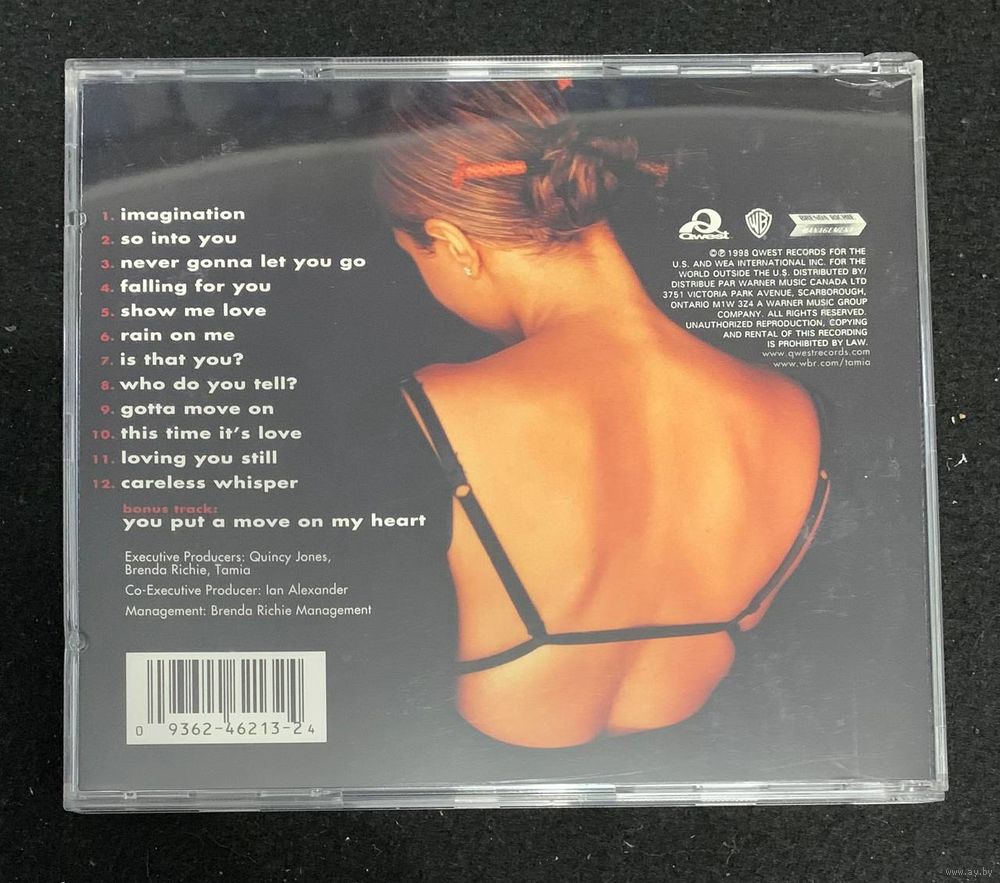 1. imagination
2. so into you
3. never gonna let you go
4. falling for you
5. show me love
6. rain on me
7. is that you?
8. who do you tell?
9. gotta move on
10. this time it's love
11. loving you still
12. careless whisper
bonus track:
you put a move on my heart
Executive Producers: Quincy Jones,
Brenda Richie, Tamia
Co-Executive Producer: Ian Alexander
Management: Brenda Richie Management
0 9362-46213-2 4
Qwest
WB
BRENDA RICHIE
MANAGEMENT
©℗ 1998 QWEST RECORDS FOR THE
U.S. AND WEA INTERNATIONAL INC. FOR THE
WORLD OUTSIDE THE U.S. DISTRIBUTED BY/
DISTRIBUE PAR WARNER MUSIC CANADA LTD
3751 VICTORIA PARK AVENUE, SCARBOROUGH,
ONTARIO M1W 3Z4 A WARNER MUSIC GROUP
COMPANY. ALL RIGHTS RESERVED.
UNAUTHORIZED REPRODUCTION, COPYING
AND RENTAL OF THIS RECORDING
IS PROHIBITED BY LAW.
www.qwestrecords.com
www.wbr.com/tamia
www.ay.by